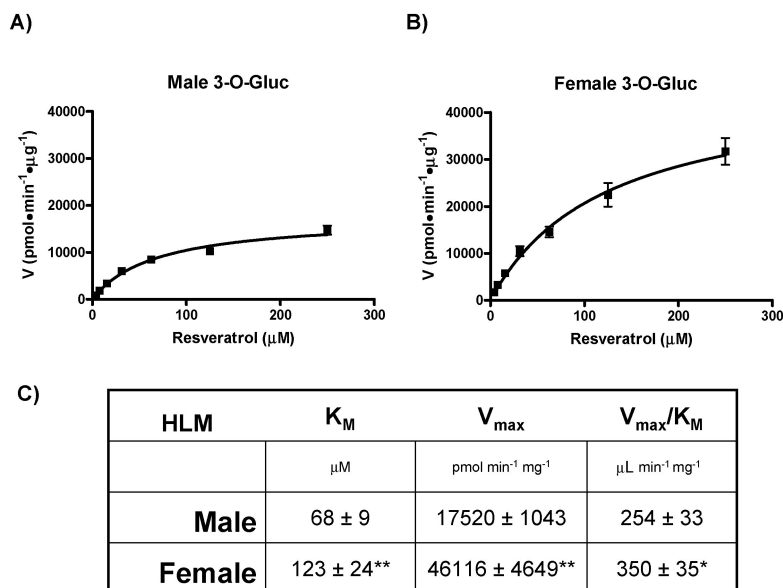 A)
B)
Male 3-O-Gluc
Female 3-O-Gluc
V (pmol•min⁻¹•µg⁻¹)
40000
30000
20000
10000
0
0
100
200
300
Resveratrol (µM)
V (pmol•min⁻¹•µg⁻¹)
40000
30000
20000
10000
0
0
100
200
300
Resveratrol (µM)
C)
HLM K_M V_max V_max/K_M
µM pmol min⁻¹ mg⁻¹ µL min⁻¹ mg⁻¹
Male 68 ± 9 17520 ± 1043 254 ± 33
Female 123 ± 24** 46116 ± 4649** 350 ± 35*